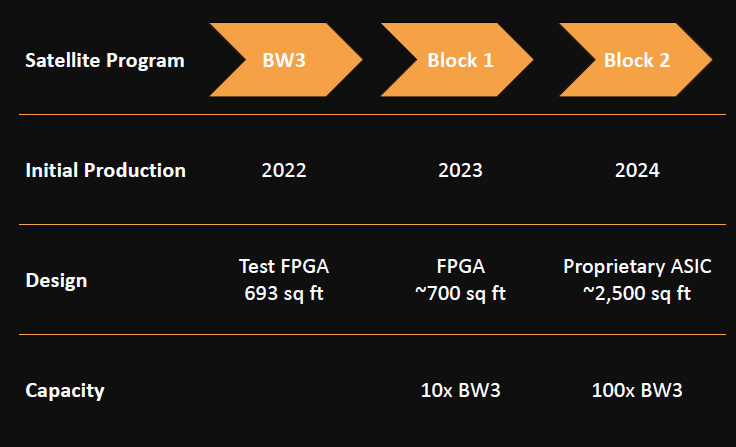 Satellite Program BW3 Block 1 Block 2
Initial Production 2022 2023 2024
Test FPGA FPGA Proprietary ASIC
Design
693 sq ft ~700 sq ft ~2,500 sq ft
Capacity 10x BW3 100x BW3